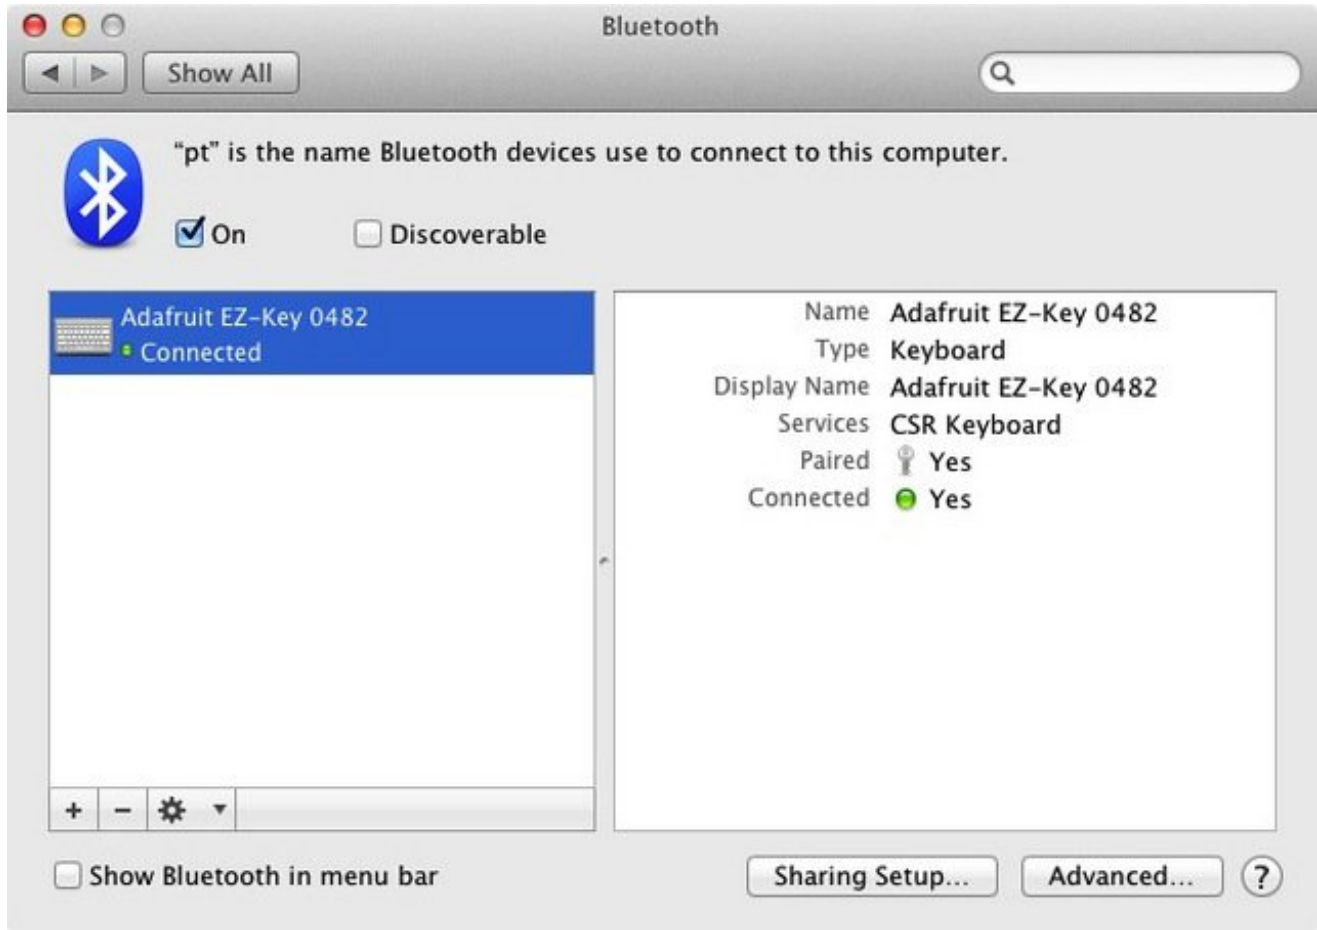 Bluetooth
Show All
“pt” is the name Bluetooth devices use to connect to this computer.
On Discoverable
Adafruit EZ-Key 0482
Connected
Name Adafruit EZ-Key 0482
Type Keyboard
Display Name Adafruit EZ-Key 0482
Services CSR Keyboard
Paired Yes
Connected Yes
Show Bluetooth in menu bar
Sharing Setup... Advanced... ?